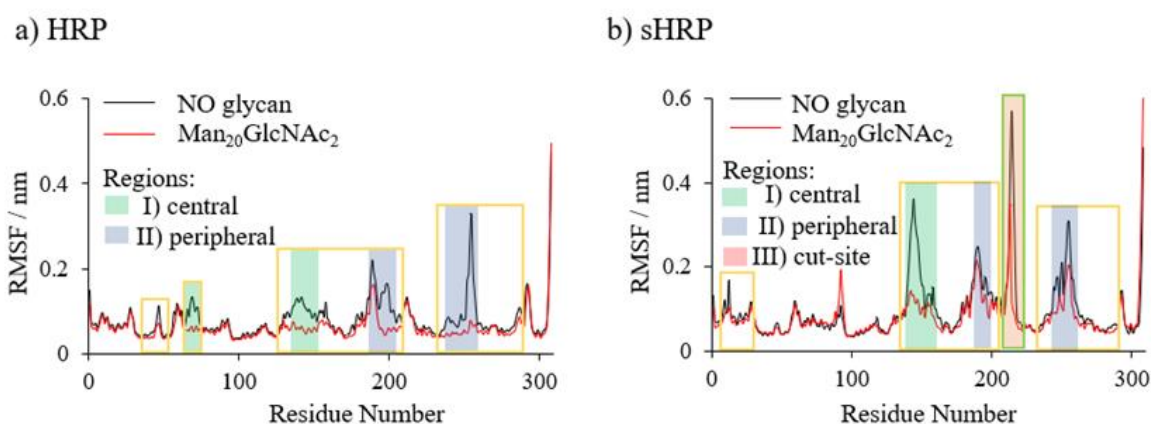 a) HRP
RMSF / nm
0.6
0.4
0.2
0
NO glycan
Man₂₀GlcNAc₂
Regions:
I) central
II) peripheral
0
100
200
300
Residue Number
b) sHRP
RMSF / nm
0.6
0.4
0.2
0
NO glycan
Man₂₀GlcNAc₂
Regions:
I) central
II) peripheral
III) cut-site
0
100
200
300
Residue Number